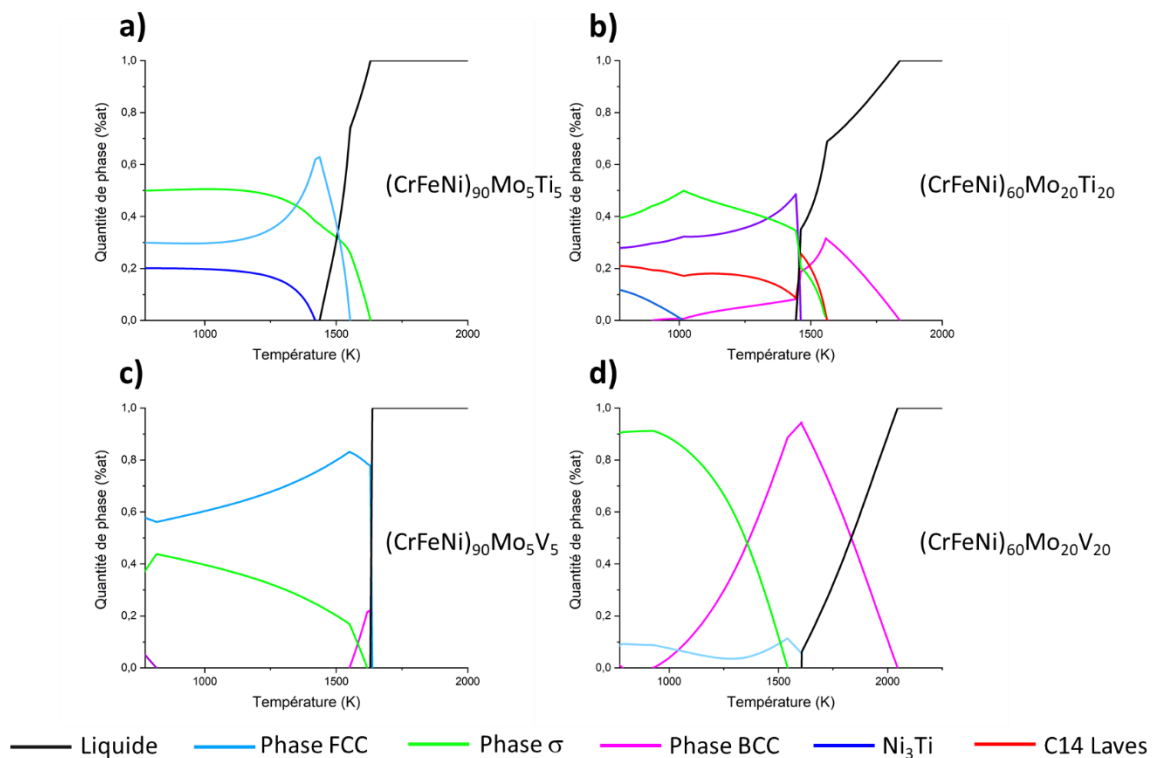 a)
Quantité de phase (%at)
1,0
0,8
0,6
0,4
0,2
0,0
1000
1500
2000
Température (K)
(CrFeNi)₉₀Mo₅Ti₅
b)
Quantité de phase (%at)
1,0
0,8
0,6
0,4
0,2
0,0
1000
1500
2000
Température (K)
(CrFeNi)₆₀Mo₂₀Ti₂₀
c)
Quantité de phase (%at)
1,0
0,8
0,6
0,4
0,2
0,0
1000
1500
2000
Température (K)
(CrFeNi)₉₀Mo₅V₅
d)
Quantité de phase (%at)
1,0
0,8
0,6
0,4
0,2
0,0
1000
1500
2000
Température (K)
(CrFeNi)₆₀Mo₂₀V₂₀
Liquide Phase FCC Phase σ Phase BCC Ni₃Ti C14 Laves